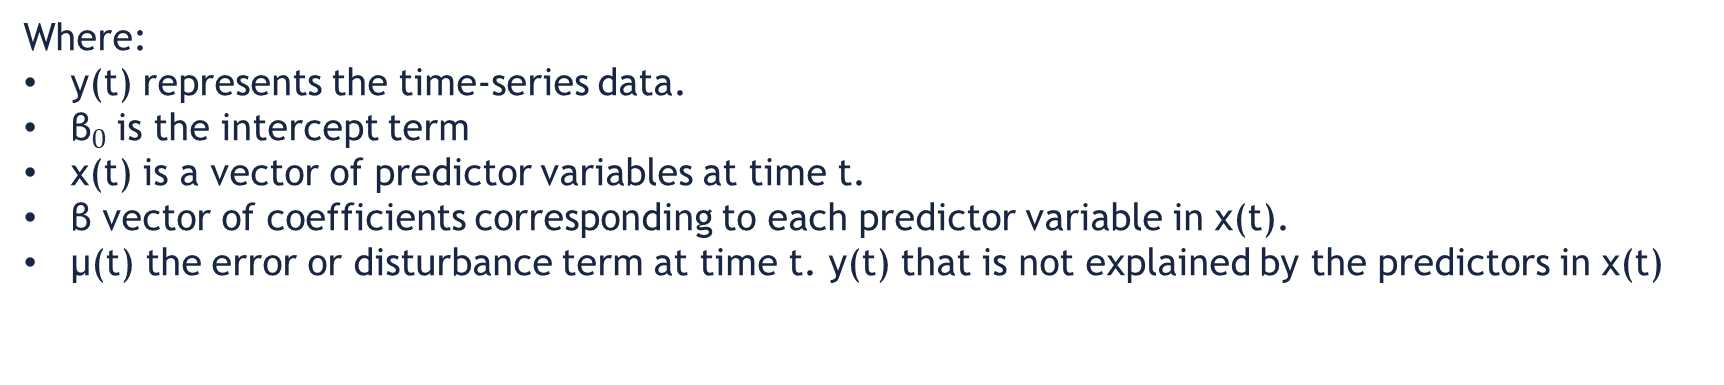 Where:
• y(t) represents the time-series data.
• β₀ is the intercept term
• x(t) is a vector of predictor variables at time t.
• β vector of coefficients corresponding to each predictor variable in x(t).
• μ(t) the error or disturbance term at time t. y(t) that is not explained by the predictors in x(t)